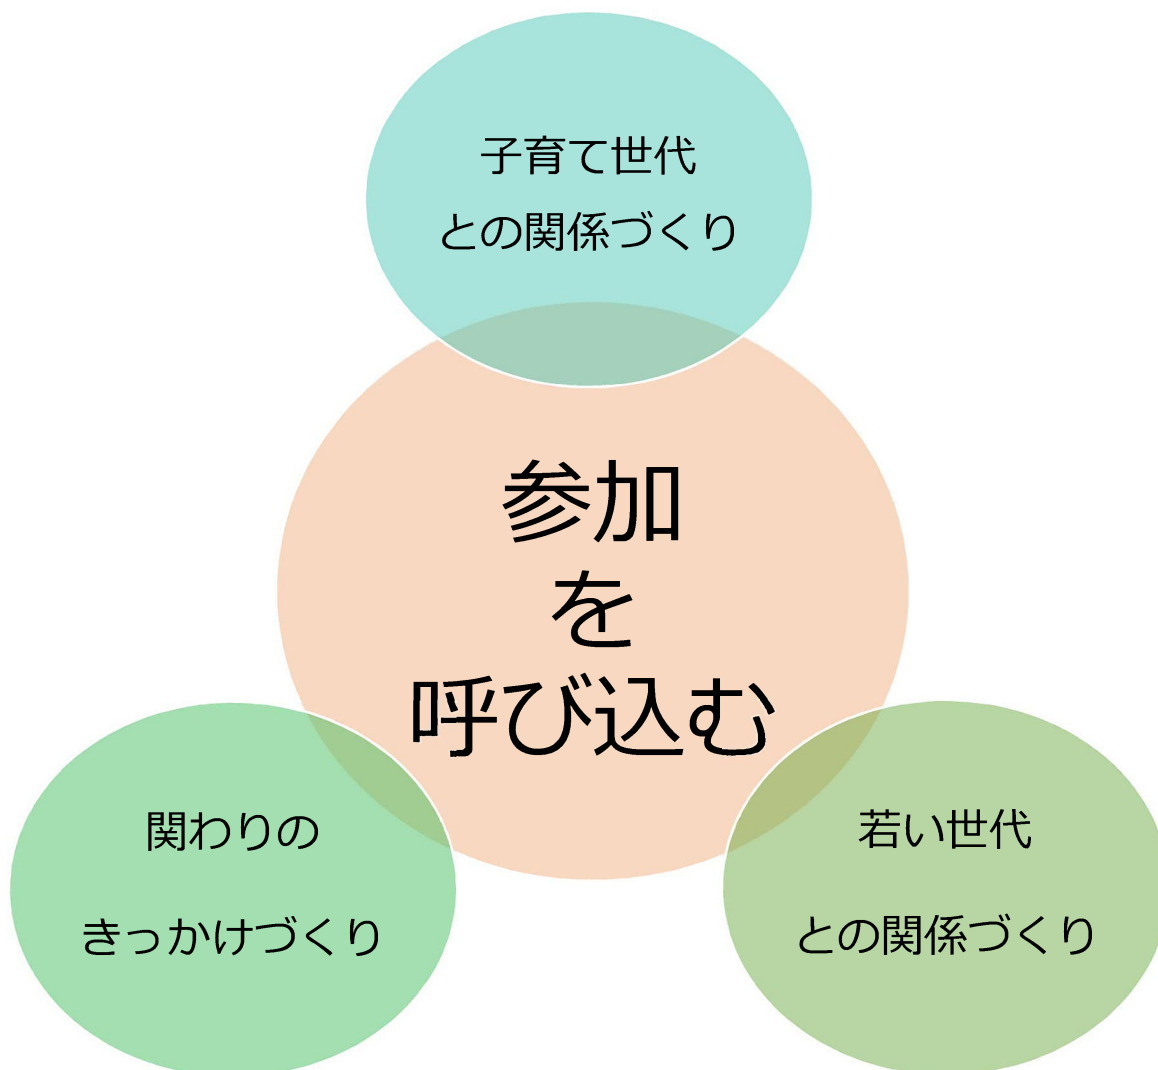 子育て世代
との関係づくり
参加
を
呼び込む
関わりの
きっかけづくり
若い世代
との関係づくり